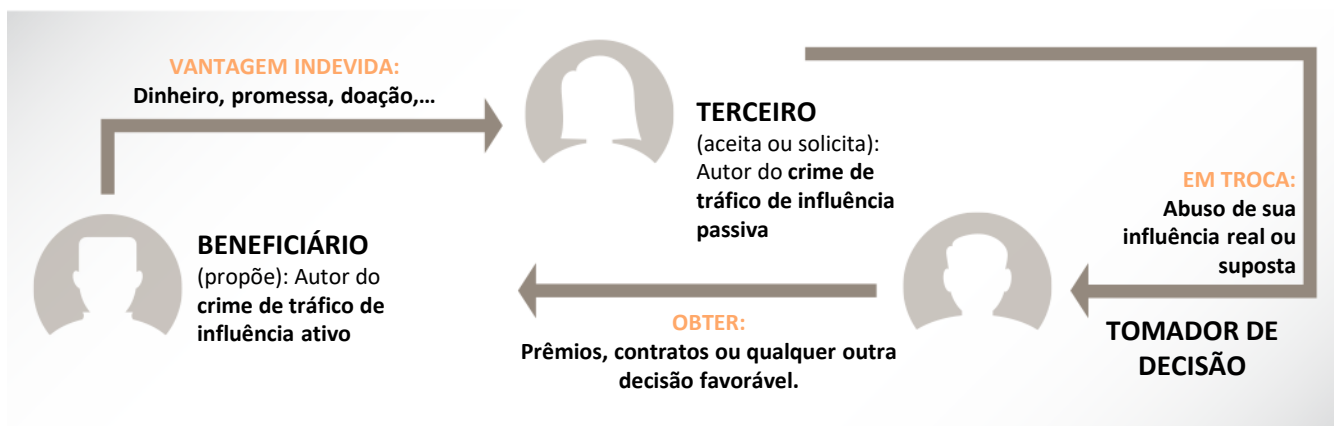 VANTAGEM INDEVIDA:
Dinheiro, promessa, doação,...
TERCEIRO
(aceita ou solicita):
Autor do crime de
tráfico de influência
passiva
EM TROCA:
Abuso de sua
influência real ou
suposta
BENEFICIÁRIO
(propõe): Autor do
crime de tráfico de
influência ativo
OBTER:
Prêmios, contratos ou qualquer outra
decisão favorável.
TOMADOR DE
DECISÃO